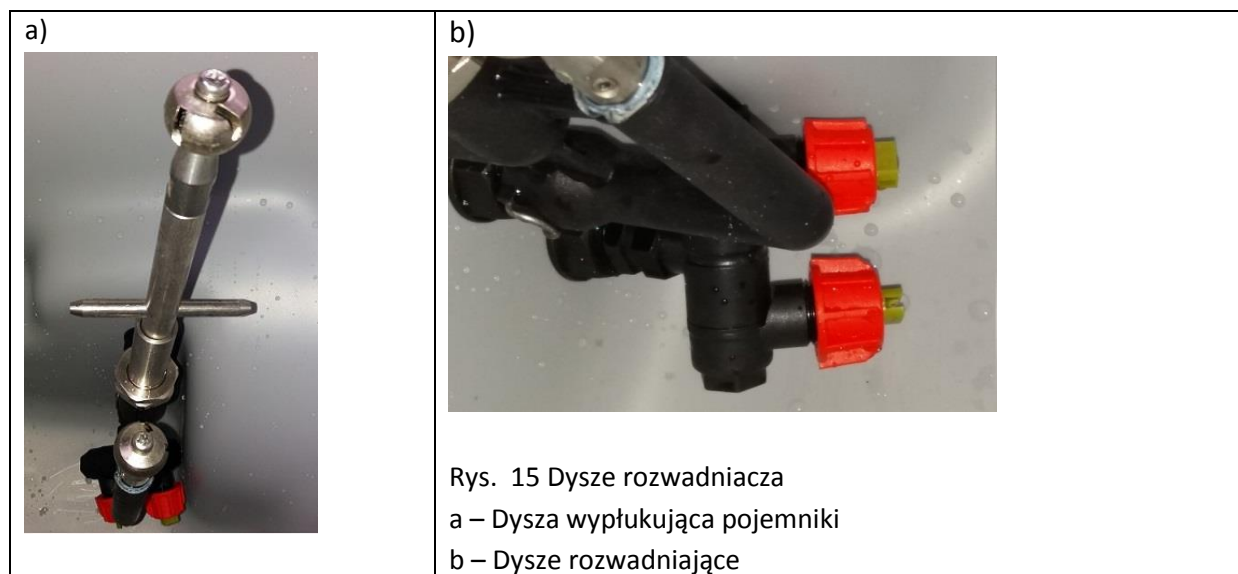 a)
b)
Rys. 15 Dysze rozwadniacza
a – Dysza wypłukująca pojemniki
b – Dysze rozwadniające